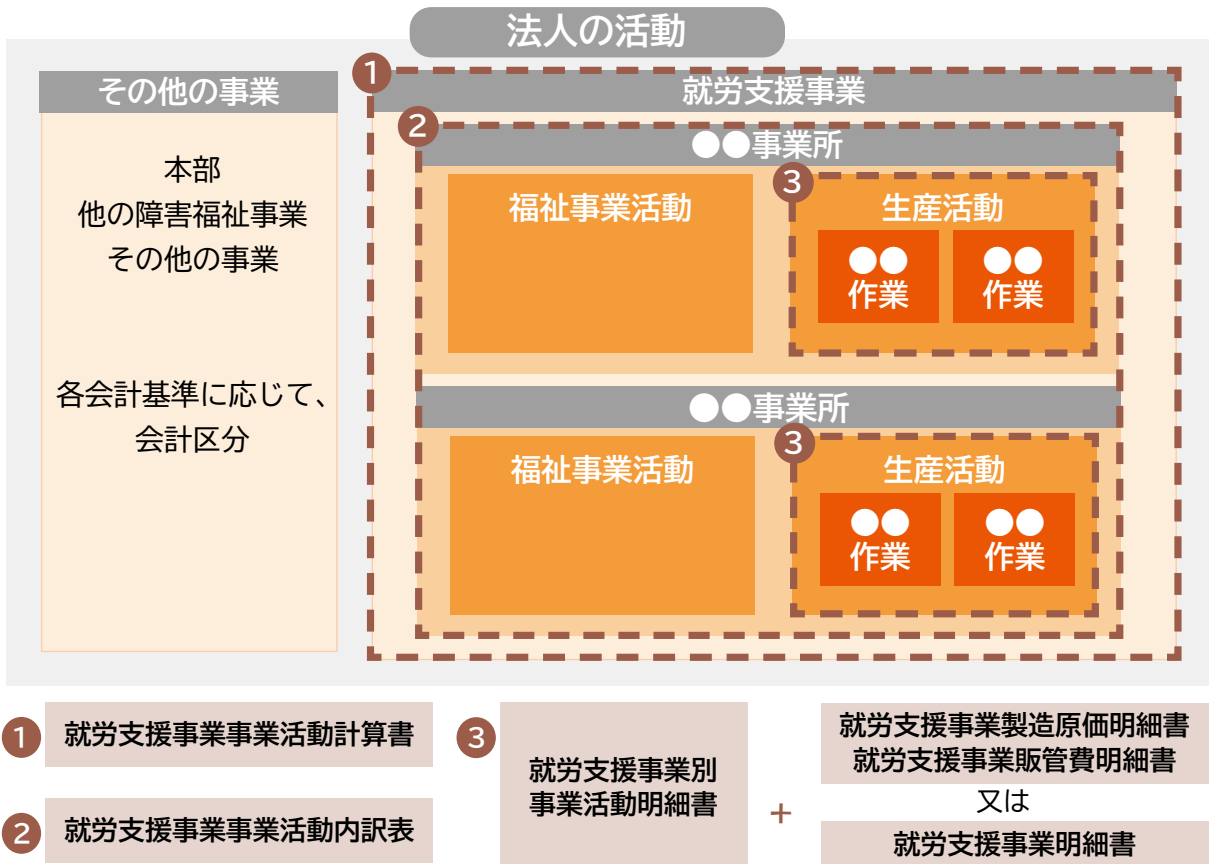 法人の活動
その他の事業
本部
他の障害福祉事業
その他の事業
各会計基準に応じて、
会計区分
1
就労支援事業
2
●●事業所
福祉事業活動
3
生産活動
●●
作業
●●
作業
●●事業所
福祉事業活動
3
生産活動
●●
作業
●●
作業
1
就労支援事業事業活動計算書
2
就労支援事業事業活動内訳表
3
就労支援事業別
事業活動明細書
+
就労支援事業製造原価明細書
就労支援事業販管費明細書
又は
就労支援事業明細書